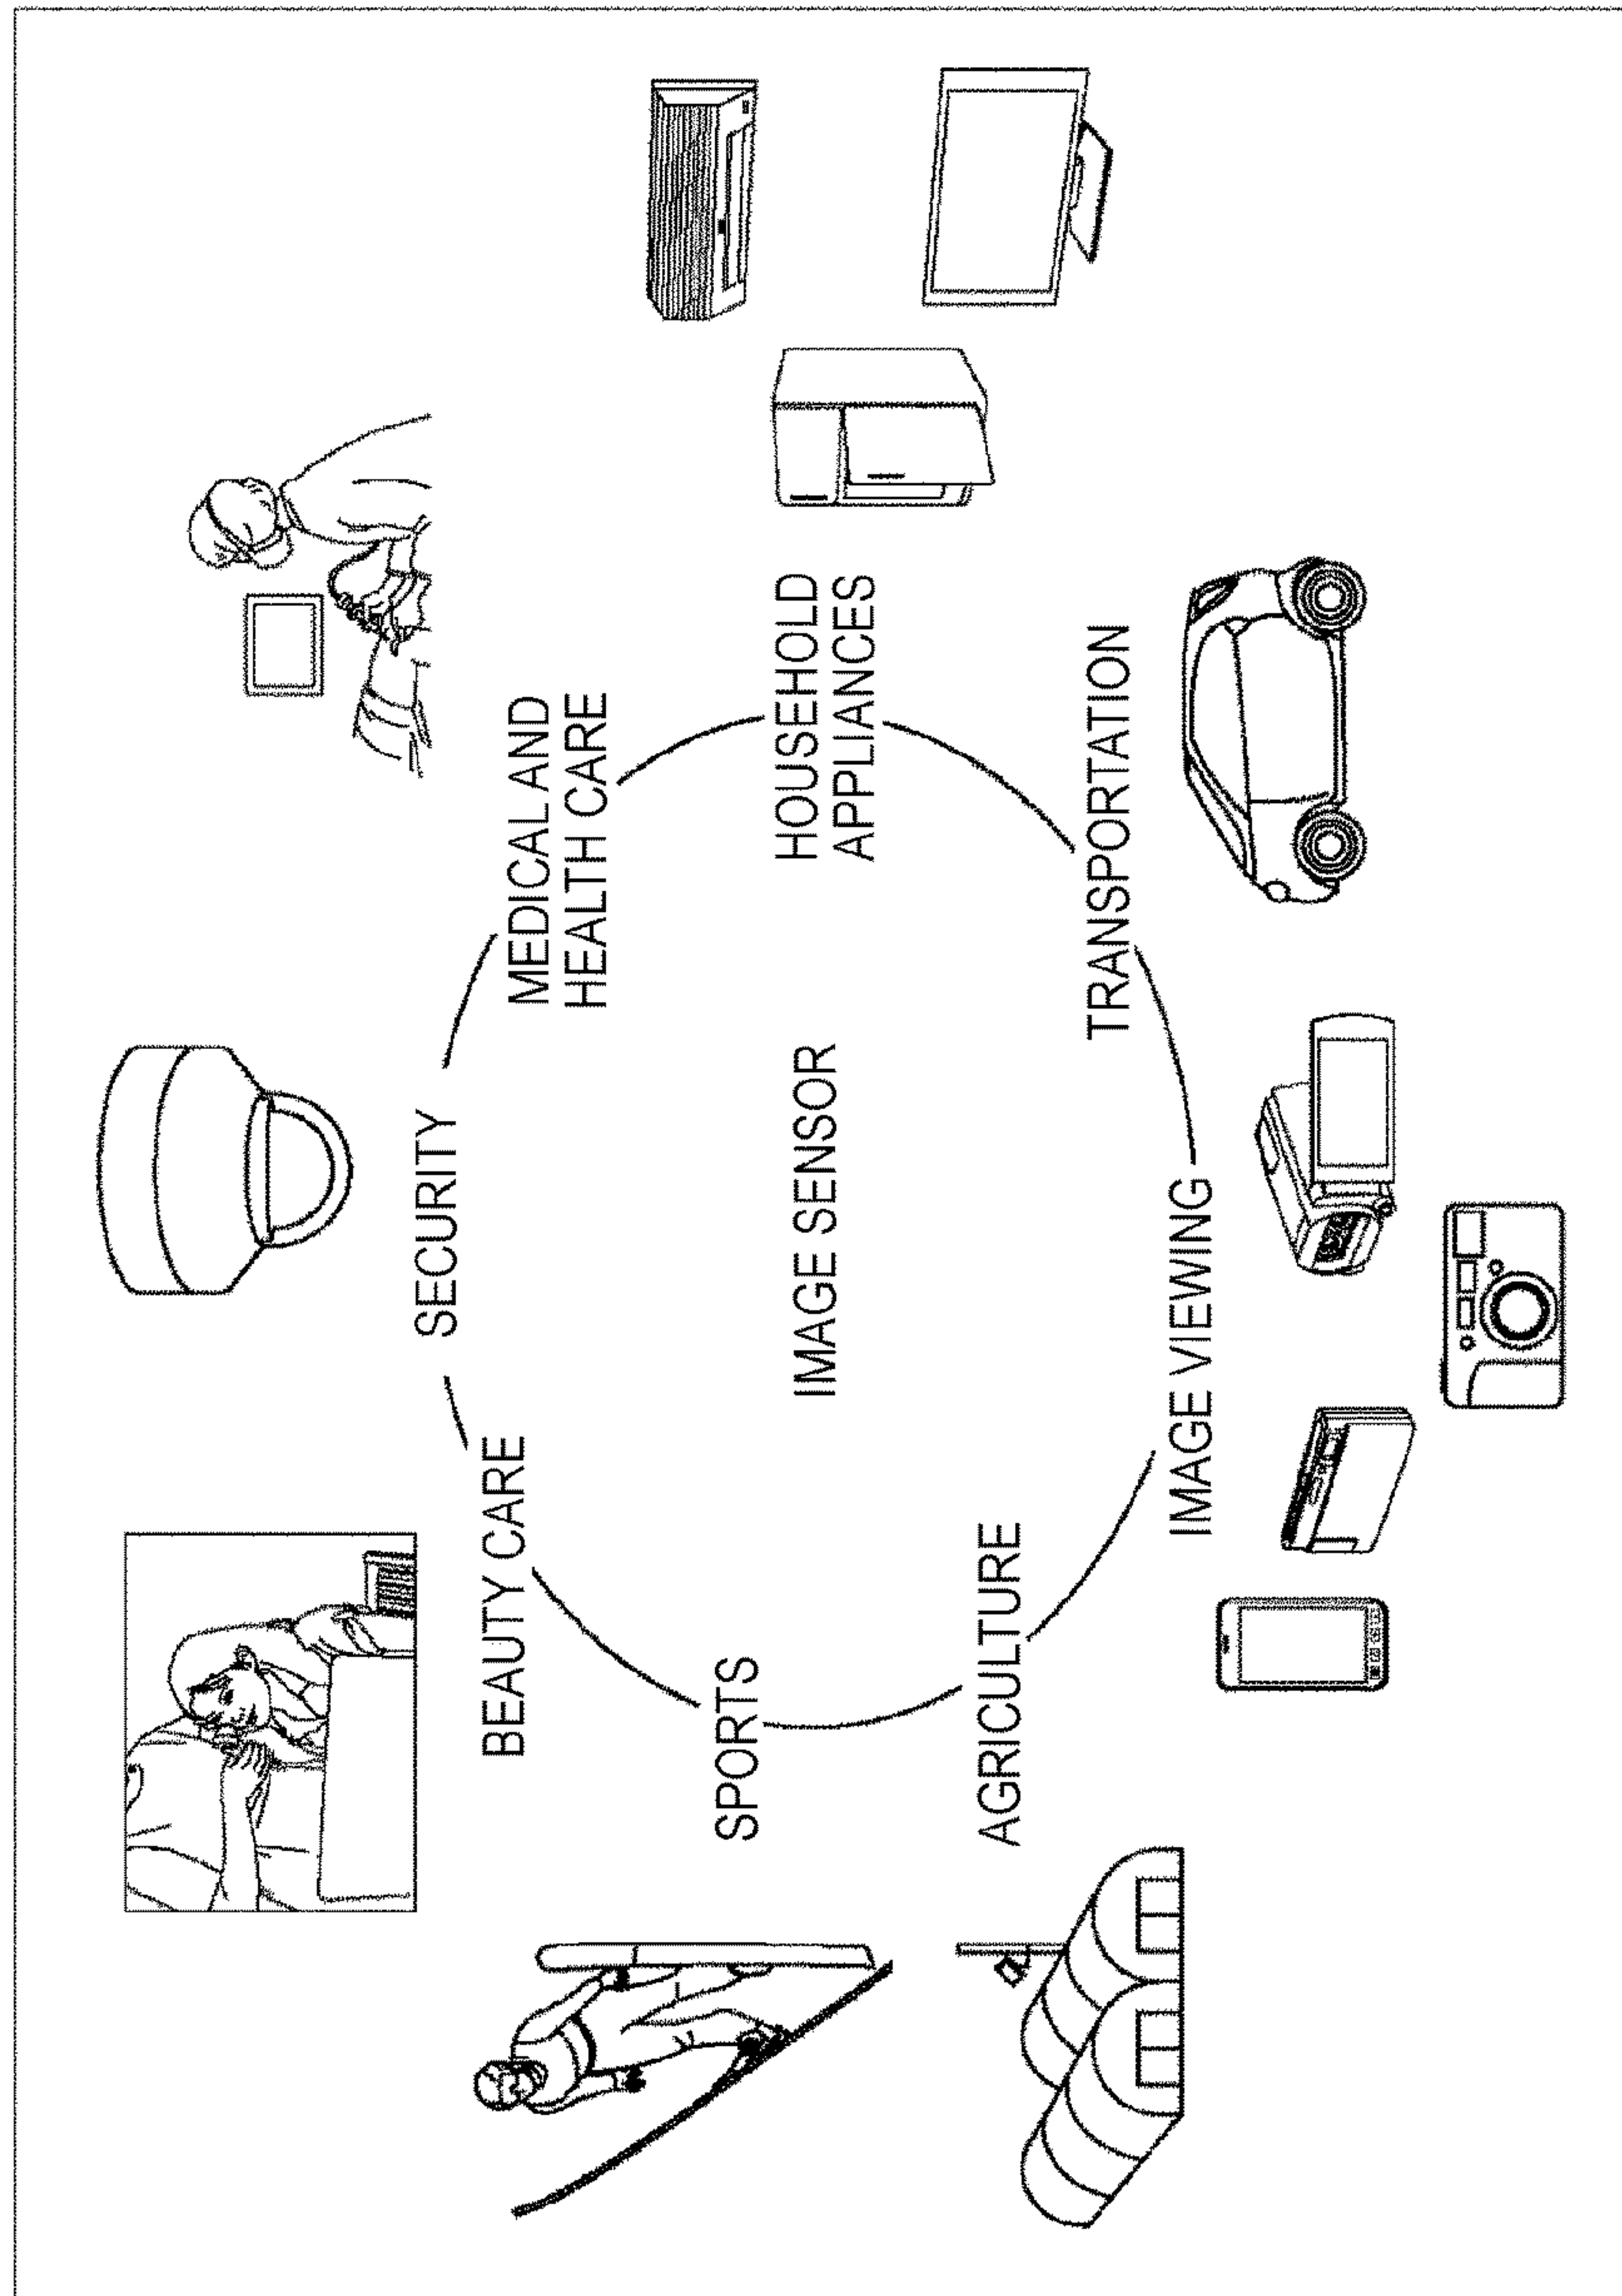 SECURITY
BEAUTY CARE
MEDICAL AND
HEALTH CARE
SPORTS
IMAGE SENSOR
HOUSEHOLD
APPLIANCES
AGRICULTURE
TRANSPORTATION
IMAGE VIEWING